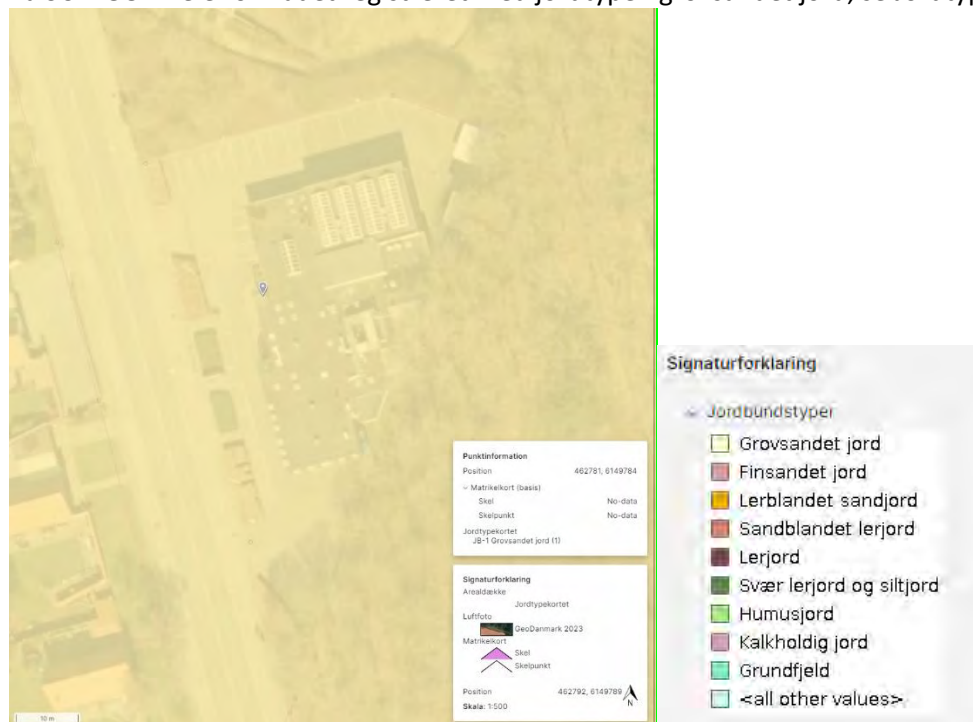 Punktinformation
Position 462781, 6149784
Matrikelkort (basis)
Skel No-data
Skelpunkt No-data
Jordtypekortet
JB-1 Grovsandet jord (1)
Signaturforklaring
Arealdække
Jordtypekortet
Luftfoto
GeoDanmark 2023
Matrikelkort
Skel
Skelpunkt
Position 462792, 6149789
N
Skala: 1:500
10 m
Signaturforklaring
Jordbundstyper
Grovsandet jord
Finsandet jord
Lerblandet sandjord
Sandblandet lerjord
Lerjord
Svær lerjord og siltjord
Humusjord
Kalkholdig jord
Grundfjeld
<all other values>